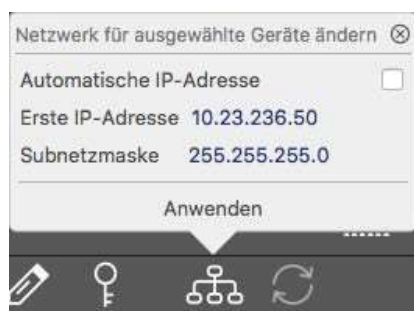 Netzwerk für ausgewählte Geräte ändern
Automatische IP-Adresse
Erste IP-Adresse 10.23.236.50
Subnetzmaske 255.255.255.0
Anwenden